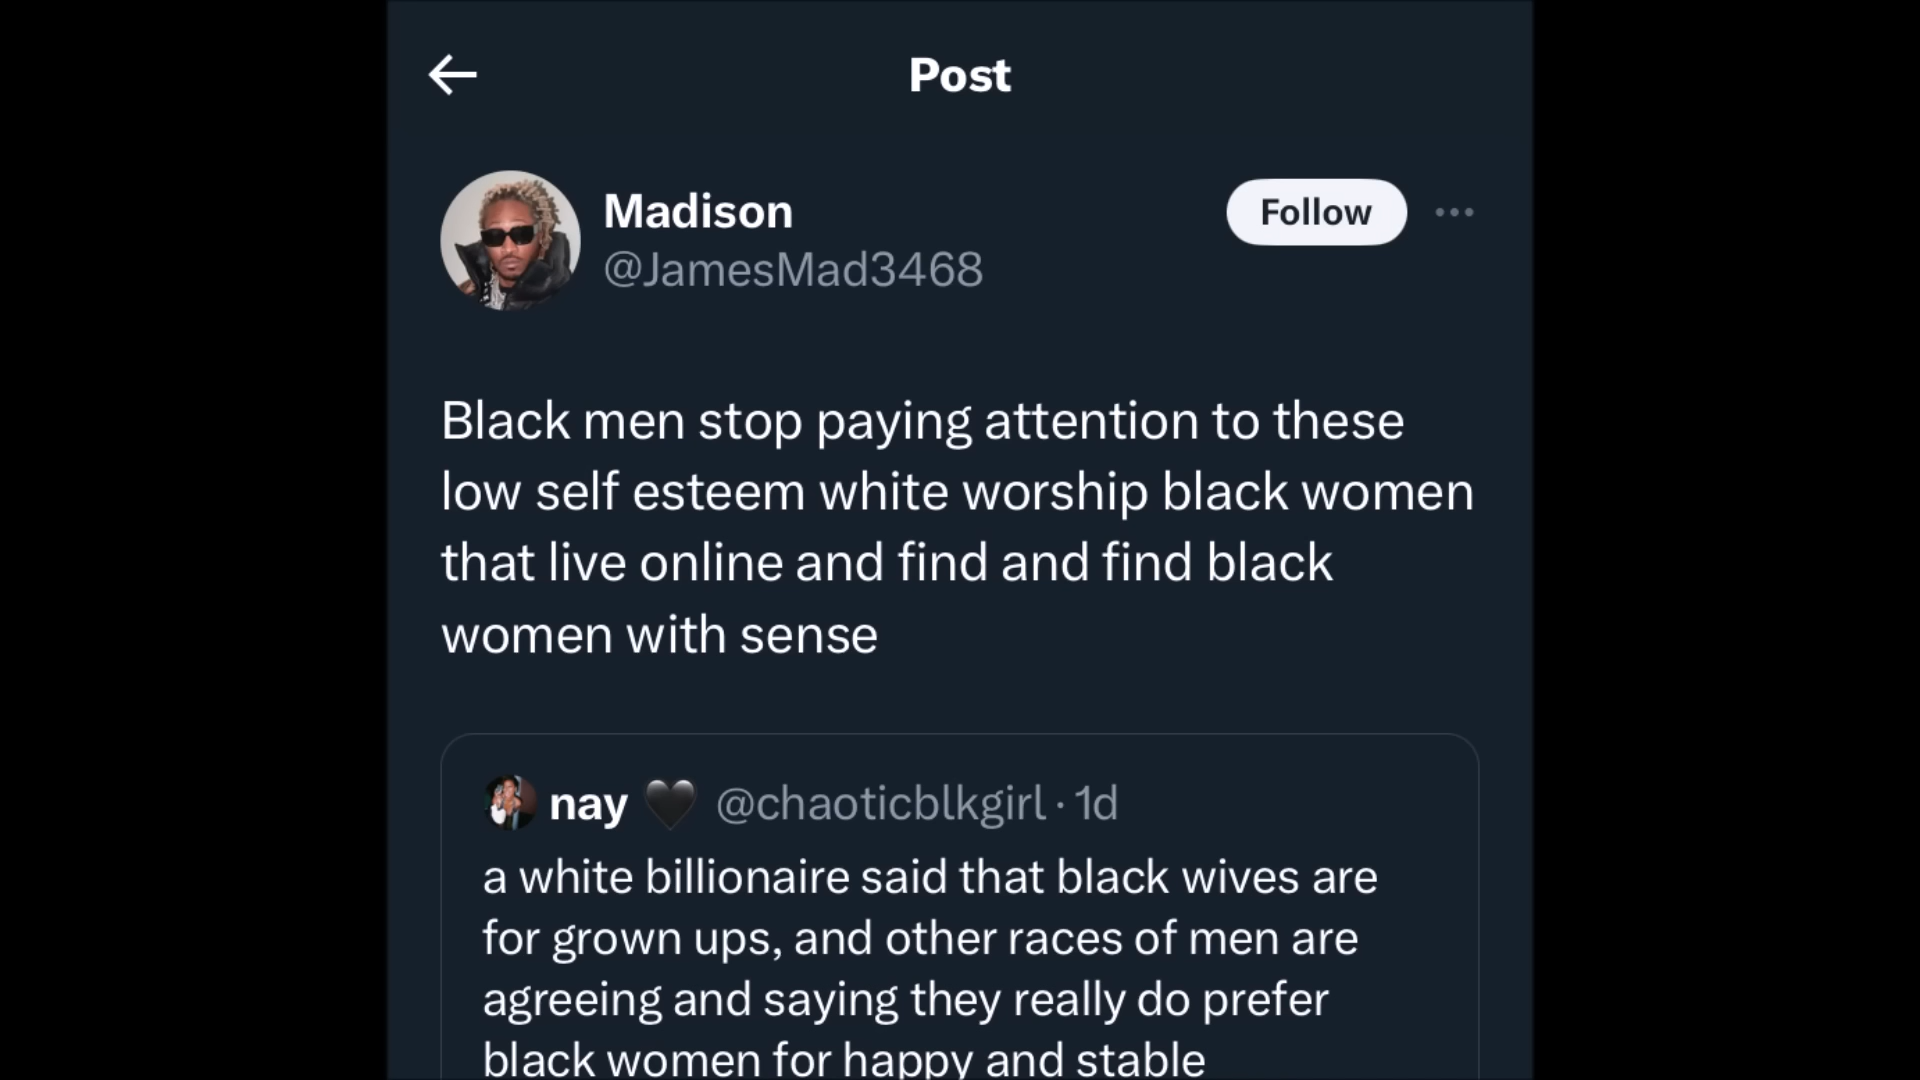 Post
Madison
Follow
@JamesMad3468
Black men stop paying attention to these
low self esteem white worship black women
that live online and find and find black
women with sense
nay 🖤 @chaoticblkgirl · 1d
a white billionaire said that black wives are
for grown ups, and other races of men are
agreeing and saying they really do prefer
black women for happy and stable